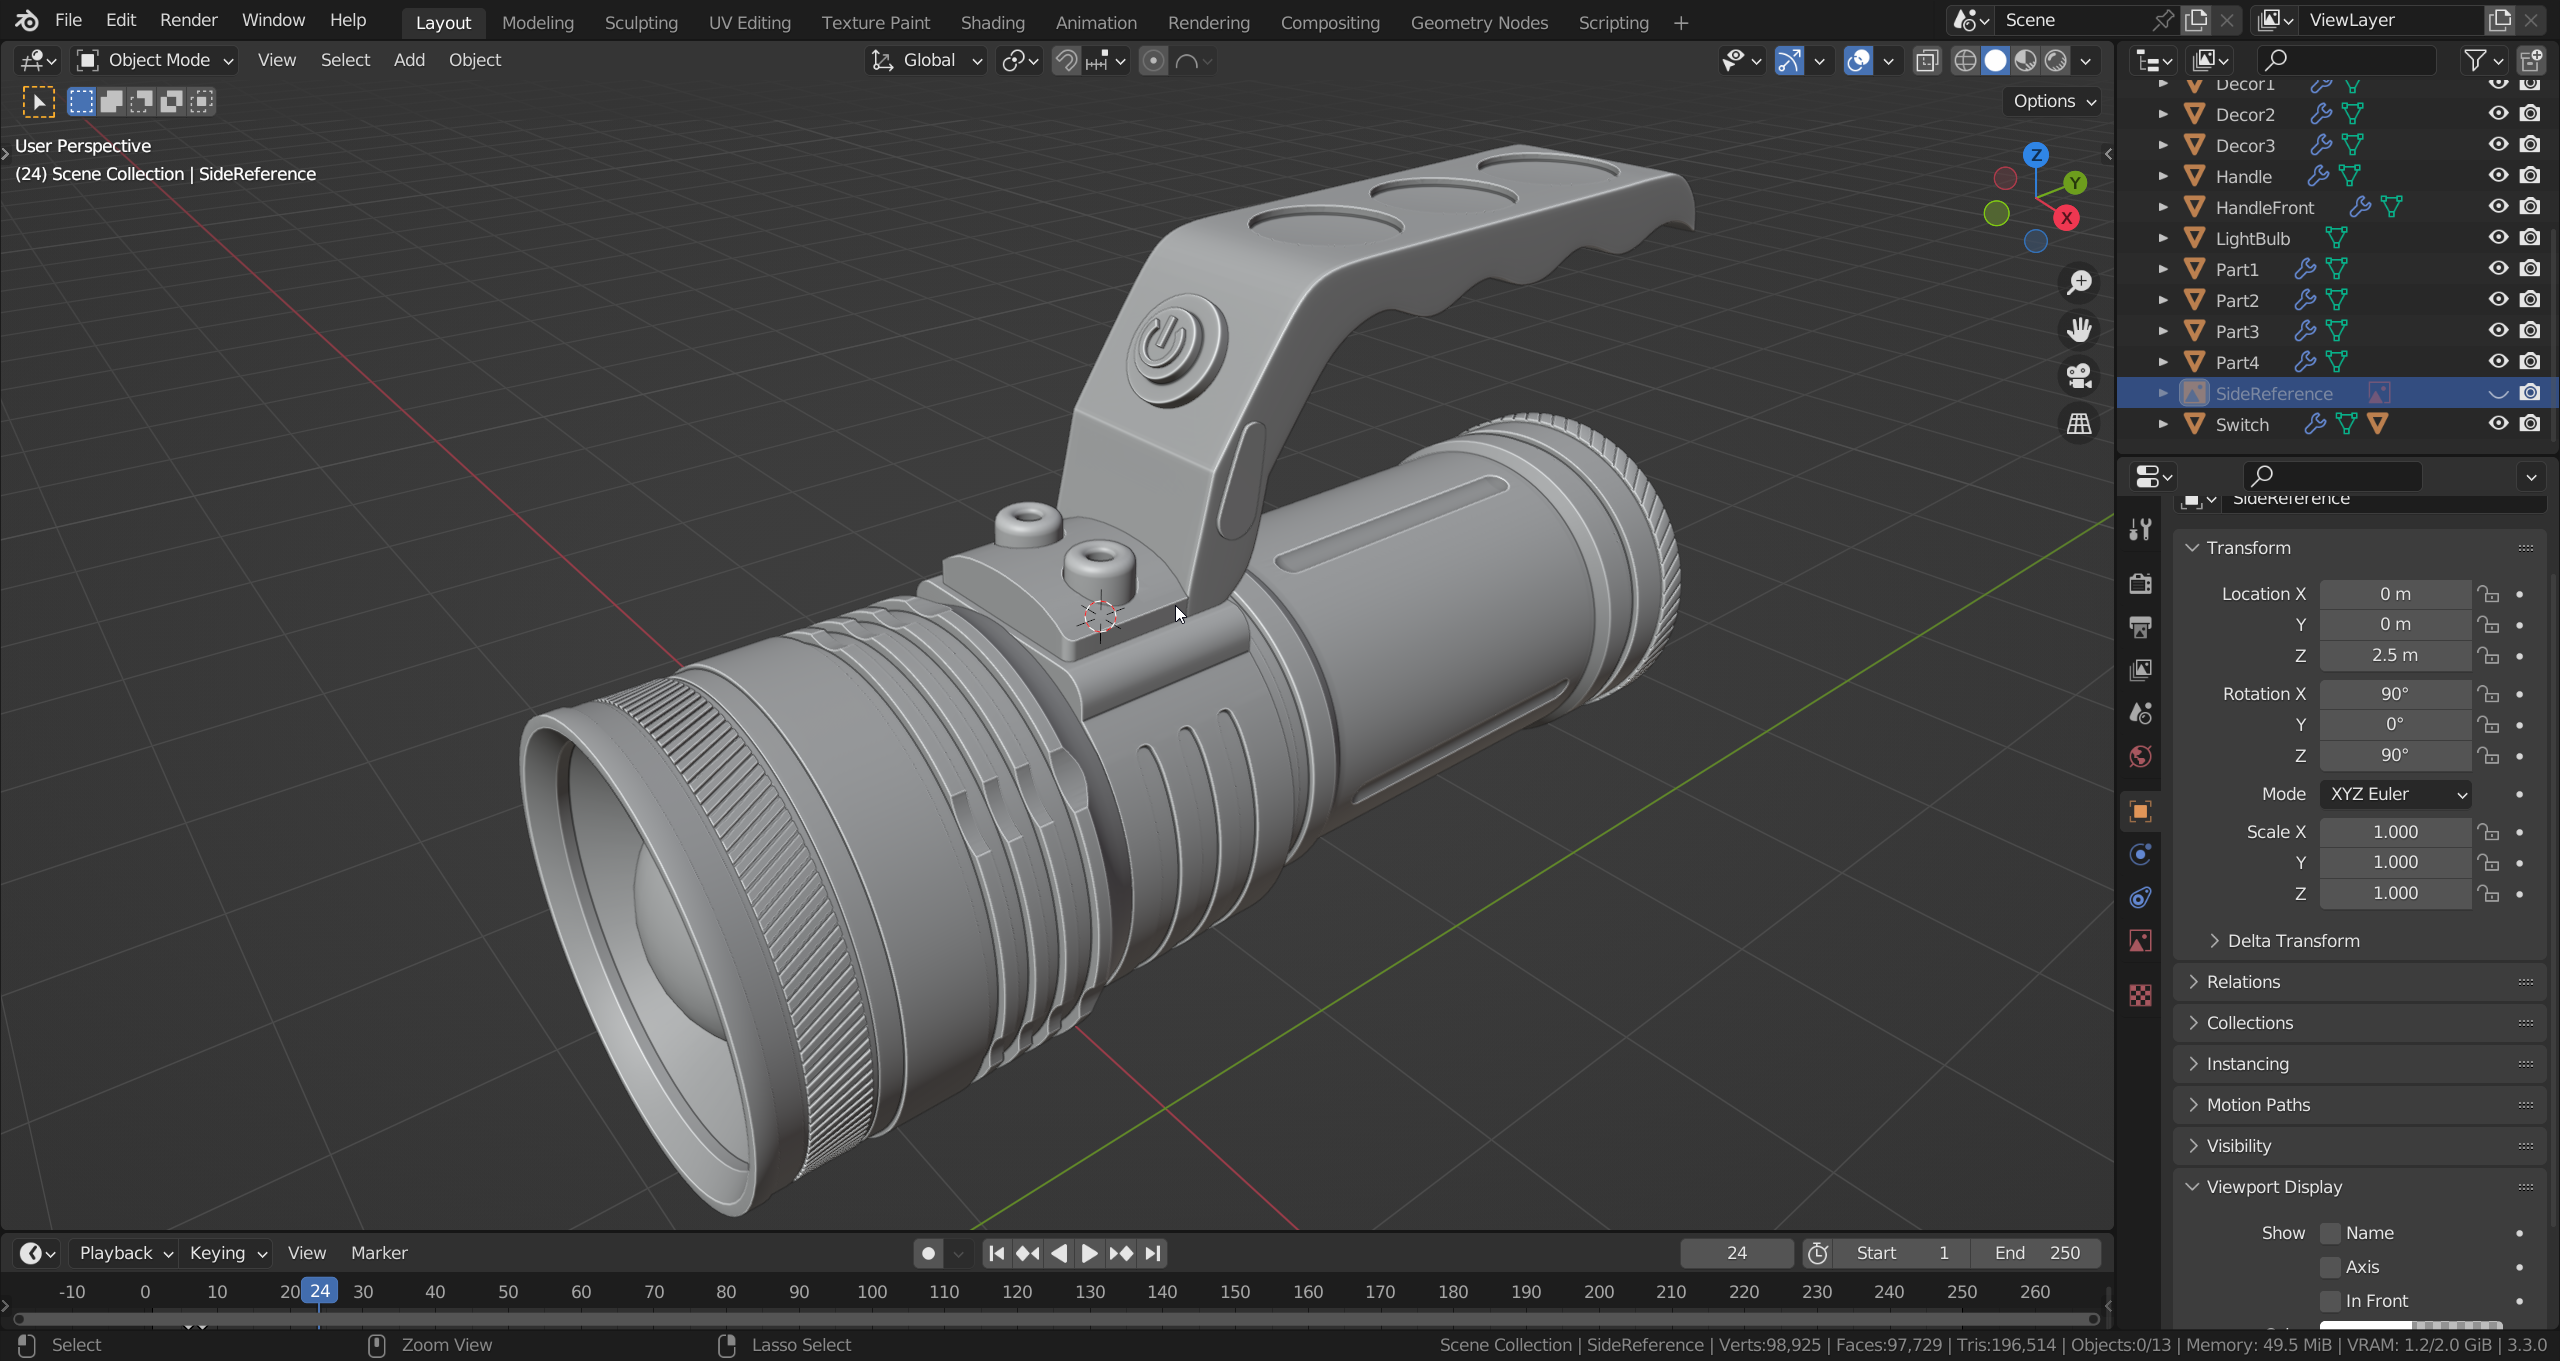 File Edit Render Window Help Layout Modeling Sculpting UV Editing Texture Paint Shading Animation Rendering Compositing Geometry Nodes Scripting + Scene ViewLayer
Object Mode View Select Add Object Global
Options
User Perspective
(24) Scene Collection | SideReference
Z
Y
X
Decor1
Decor2
Decor3
Handle
HandleFront
LightBulb
Part1
Part2
Part3
Part4
SideReference
Switch
SideReference
Transform
Location X 0 m
Y 0 m
Z 2.5 m
Rotation X 90°
Y 0°
Z 90°
Mode XYZ Euler
Scale X 1.000
Y 1.000
Z 1.000
Delta Transform
Relations
Collections
Instancing
Motion Paths
Visibility
Viewport Display
Show Name
Axis
In Front
Playback Keying View Marker 24 Start 1 End 250
-10 0 10 20 24 30 40 50 60 70 80 90 100 110 120 130 140 150 160 170 180 190 200 210 220 230 240 250 260
Select Zoom View Lasso Select Scene Collection | SideReference | Verts:98,925 | Faces:97,729 | Tris:196,514 | Objects:0/13 | Memory: 49.5 MiB | VRAM: 1.2/2.0 GiB | 3.3.0